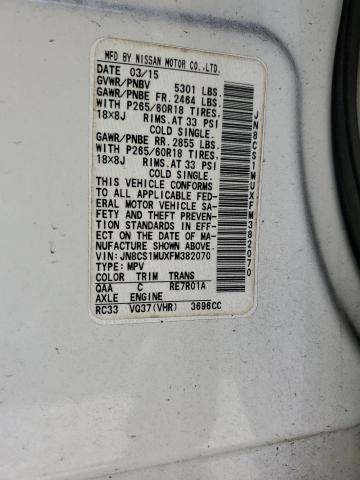 MFD BY NISSAN MOTOR CO.,LTD.
DATE 03/15
GVWR/PNBV 5301 LBS.
GAWR/PNBE FR.2464 LBS.
WITH P265/60R18 TIRES.
18X8J RIMS.AT 33 PSI
COLD SINGLE.
GAWR/PNBE RR.2855 LBS.
WITH P265/60R18 TIRES.
18X8J RIMS.AT 33 PSI
COLD SINGLE.
THIS VEHICLE CONFORMS
TO ALL APPLICABLE FED-
ERAL MOTOR VEHICLE SA-
FETY AND THEFT PREV-
ENTION STANDARDS IN EFF-
ECT ON THE DATE OF MA-
NUFACTURE SHOWN ABOVE.
VIN:JN8CS1MUXFM382070
TYPE:MPV
COLOR TRIM TRANS
QAA C RE7R01A
AXLE ENGINE
RC33 VQ37(VHR) 3696CC
JN8CS1MUXFM382070